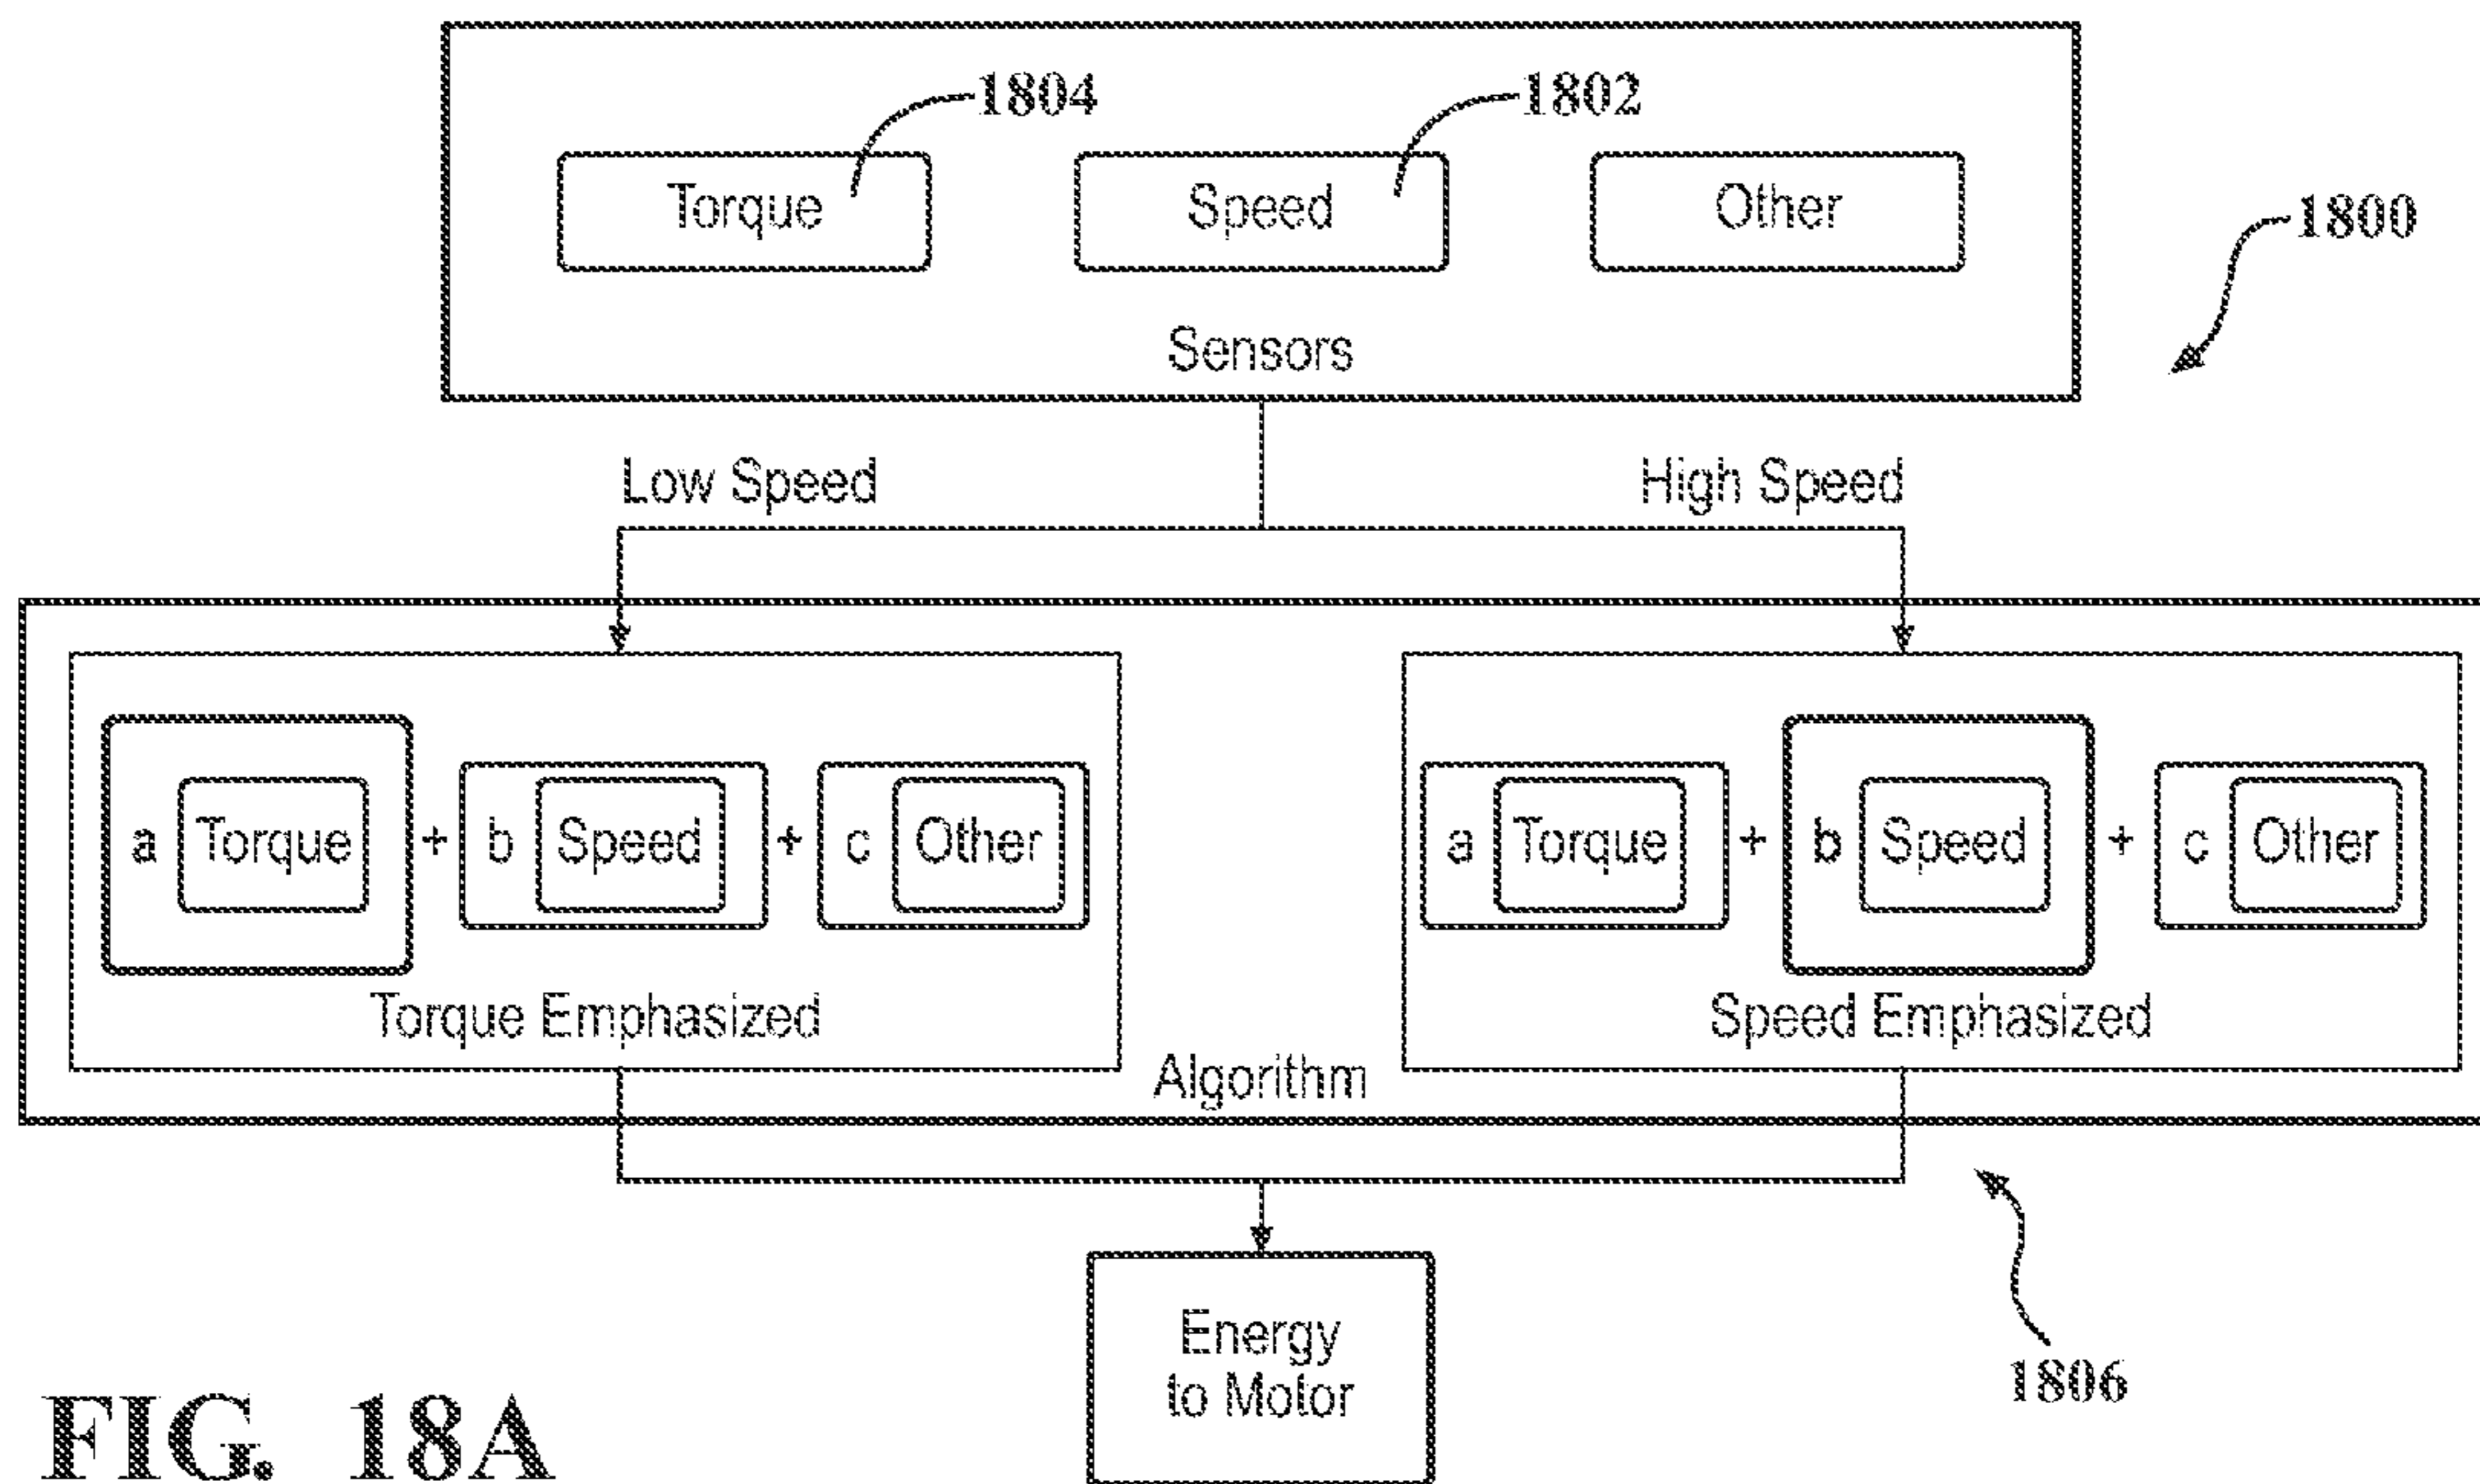 1804
1802
Torque
Speed
Other
1800
Sensors
Low Speed
High Speed
a Torque + b Speed + c Other
a Torque + b Speed + c Other
Torque Emphasized
Speed Emphasized
Algorithm
Energy
to Motor
1806
FIG. 18A